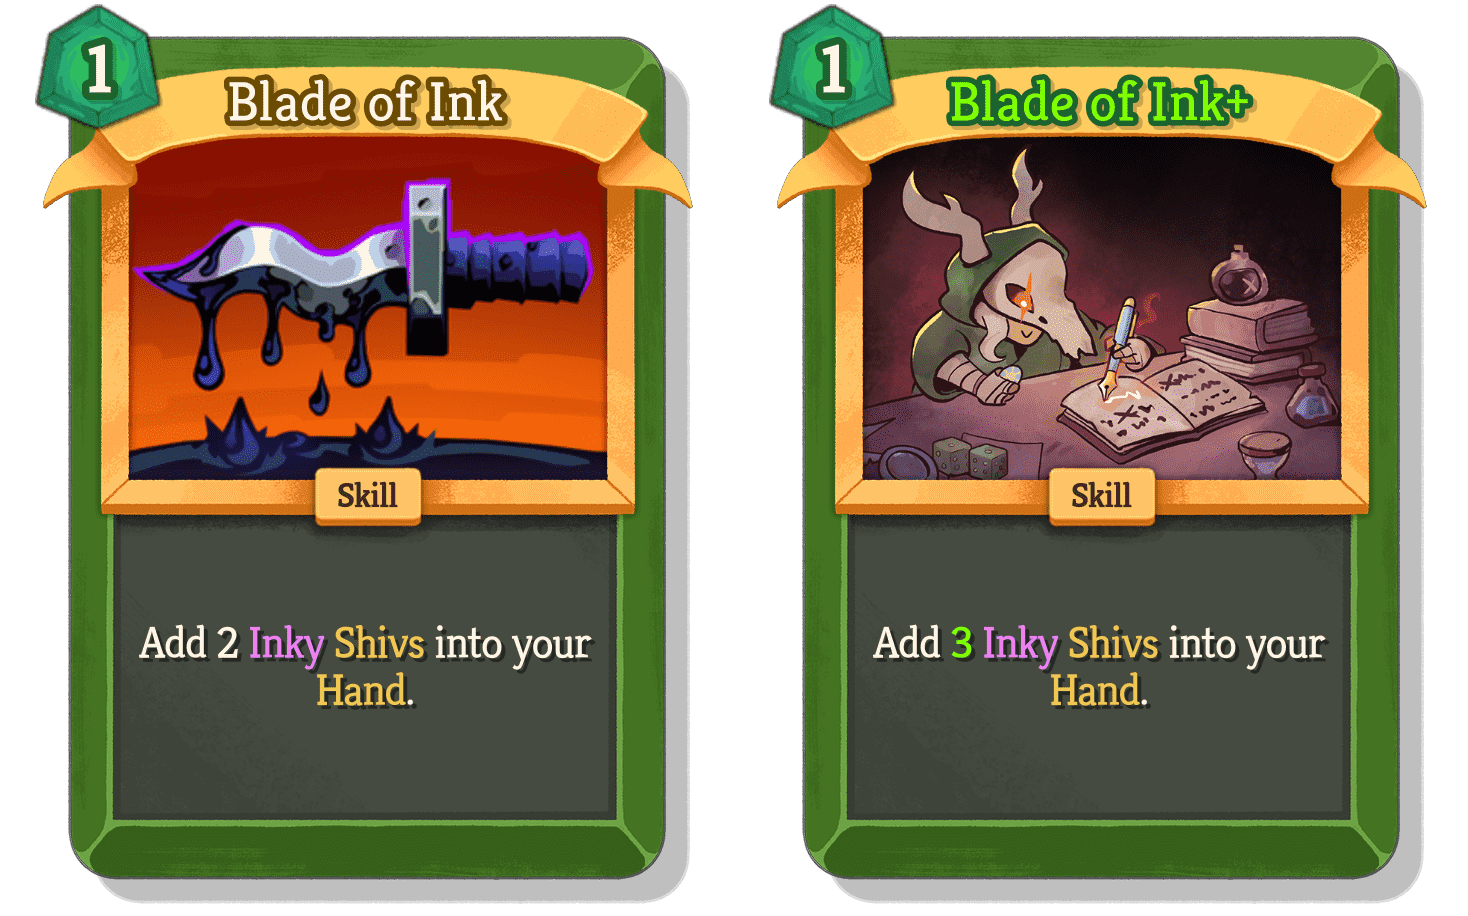 1
Blade of Ink
Skill
Add 2 Inky Shivs into your
Hand.
1
Blade of Ink+
Skill
Add 3 Inky Shivs into your
Hand.